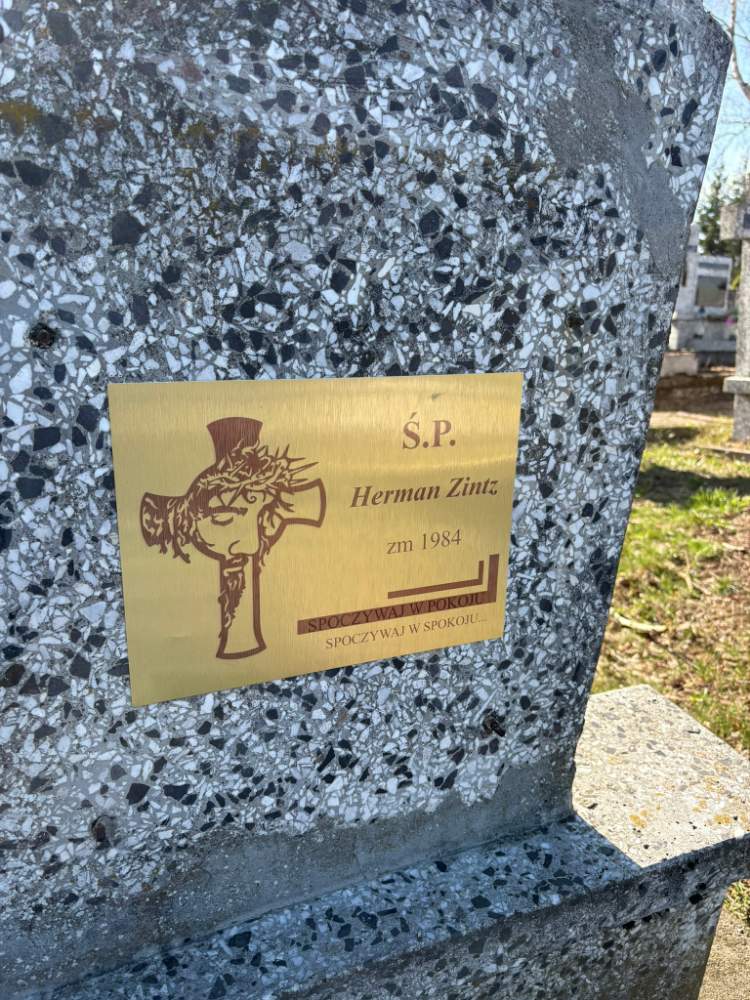 Ś.P.
Herman Zintz
zm 1984
SPOCZYWAJ W POKOJU
SPOCZYWAJ W SPOKOJU...